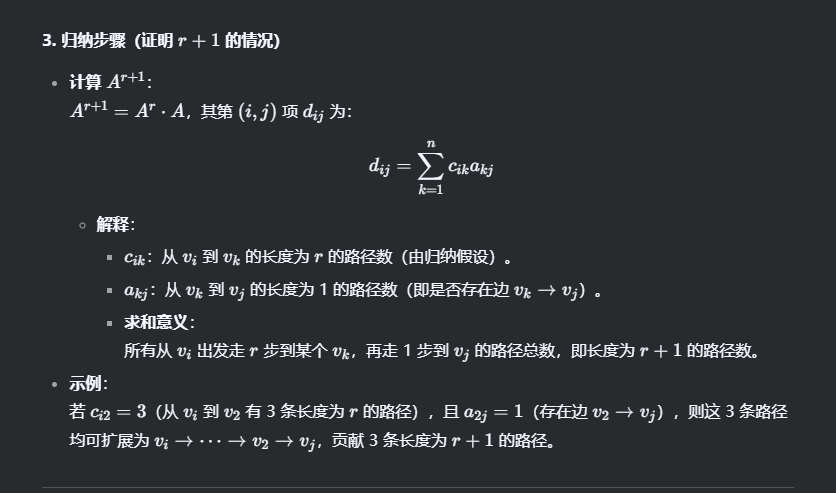 3. 归纳步骤（证明 r + 1 的情况）
• 计算 A^{r+1}：
A^{r+1} = A^r · A，其第 (i, j) 项 d_{ij} 为：
d_{ij} = \sum_{k=1}^{n} c_{ik} a_{kj}
◦ 解释：
▪ c_{ik}：从 v_i 到 v_k 的长度为 r 的路径数（由归纳假设）。
▪ a_{kj}：从 v_k 到 v_j 的长度为 1 的路径数（即是否存在边 v_k → v_j）。
▪ 求和意义：
所有从 v_i 出发走 r 步到某个 v_k，再走 1 步到 v_j 的路径总数，即长度为 r + 1 的路径数。
• 示例：
若 c_{i2} = 3（从 v_i 到 v_2 有 3 条长度为 r 的路径），且 a_{2j} = 1（存在边 v_2 → v_j），则这 3 条路径
均可扩展为 v_i → ··· → v_2 → v_j，贡献 3 条长度为 r + 1 的路径。